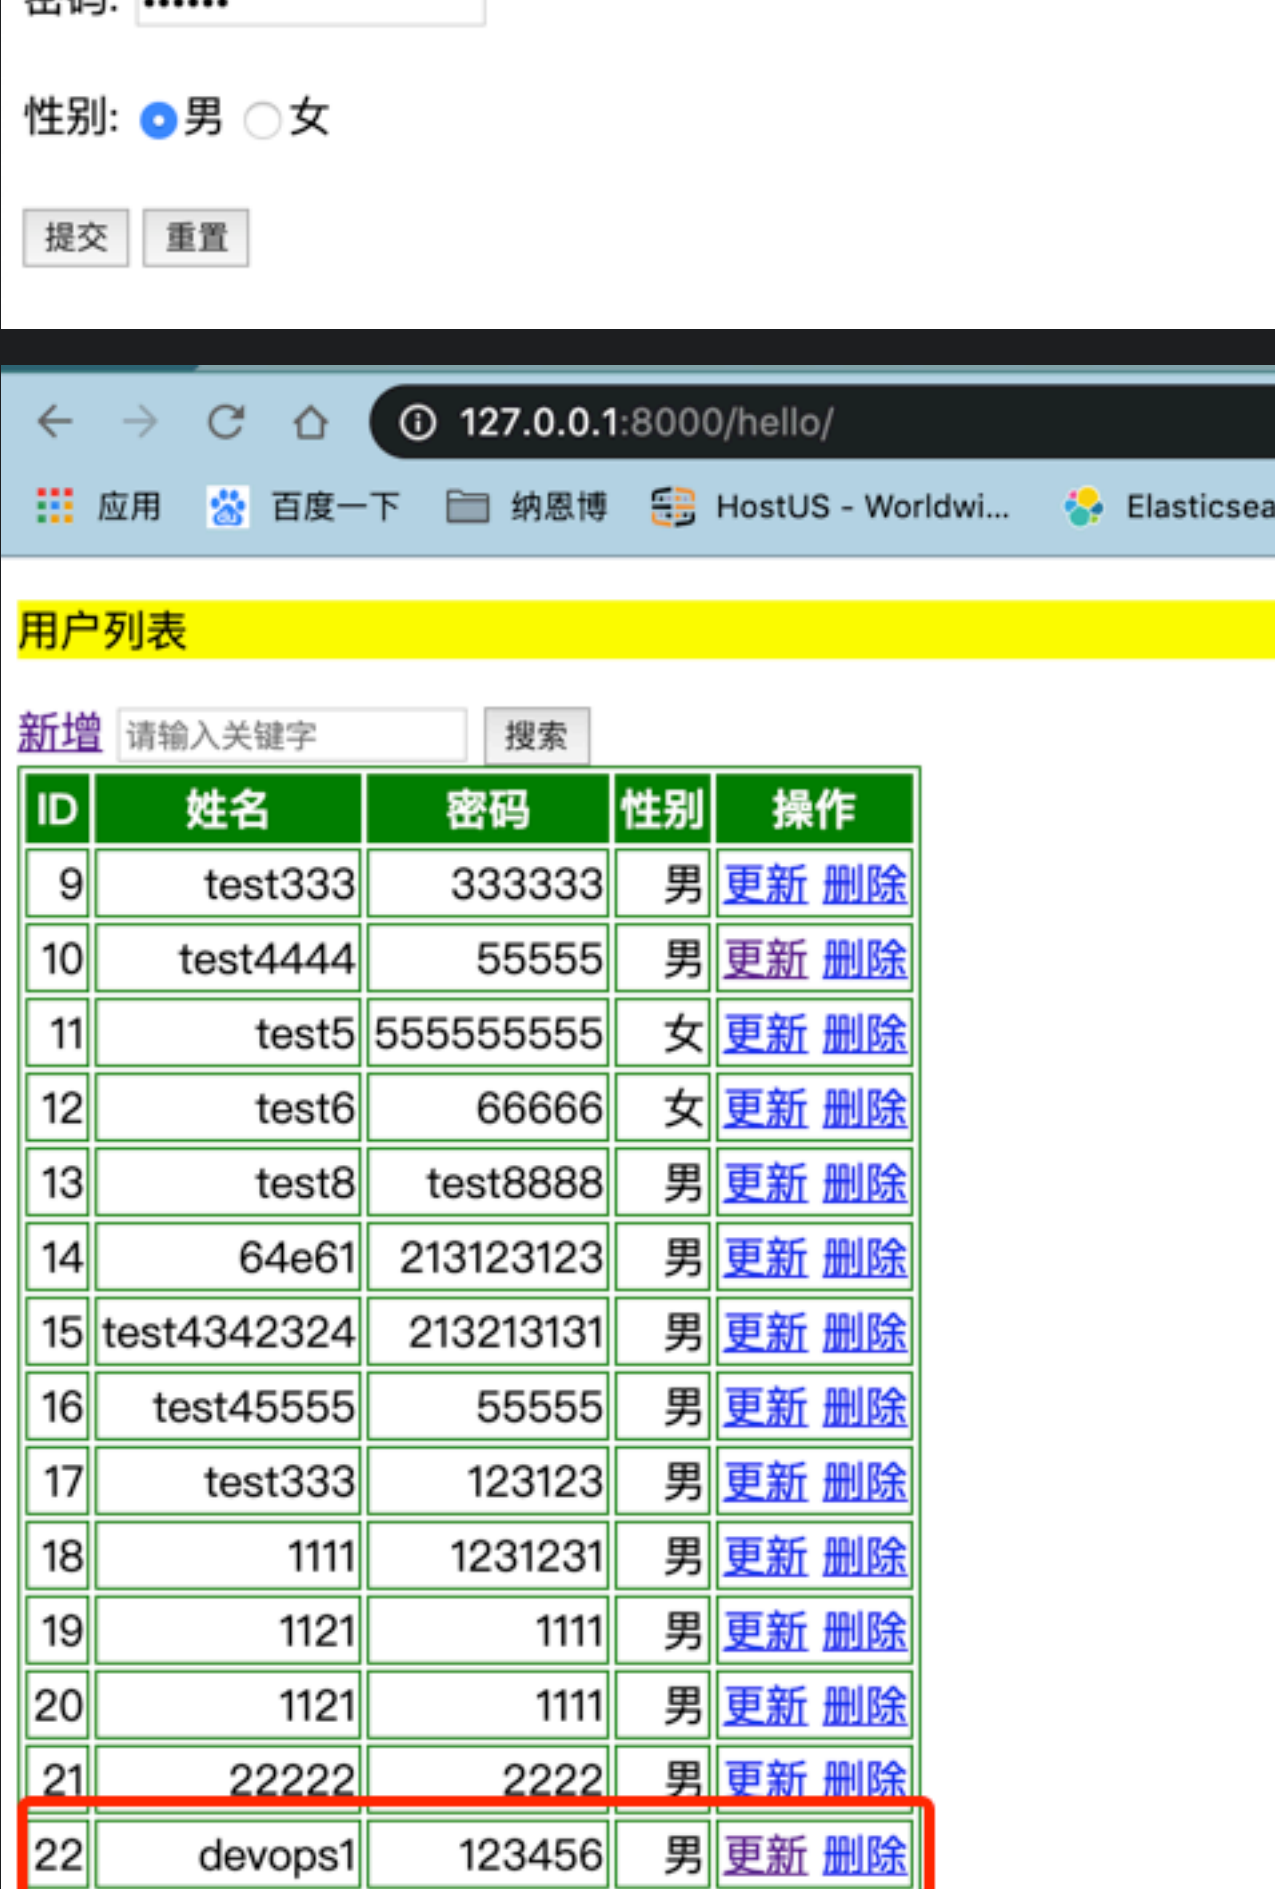 密码: ••••••
性别: 男 女
提交 重置
127.0.0.1:8000/hello/
应用 百度一下 纳恩博 HostUS - Worldwi... Elasticsea
用户列表
新增 请输入关键字 搜索
ID 姓名 密码 性别 操作
9 test333 333333 男 更新 删除
10 test4444 55555 男 更新 删除
11 test5 555555555 女 更新 删除
12 test6 66666 女 更新 删除
13 test8 test8888 男 更新 删除
14 64e61 213123123 男 更新 删除
15 test4342324 213213131 男 更新 删除
16 test45555 55555 男 更新 删除
17 test333 123123 男 更新 删除
18 1111 1231231 男 更新 删除
19 1121 1111 男 更新 删除
20 1121 1111 男 更新 删除
21 22222 2222 男 更新 删除
22 devops1 123456 男 更新 删除